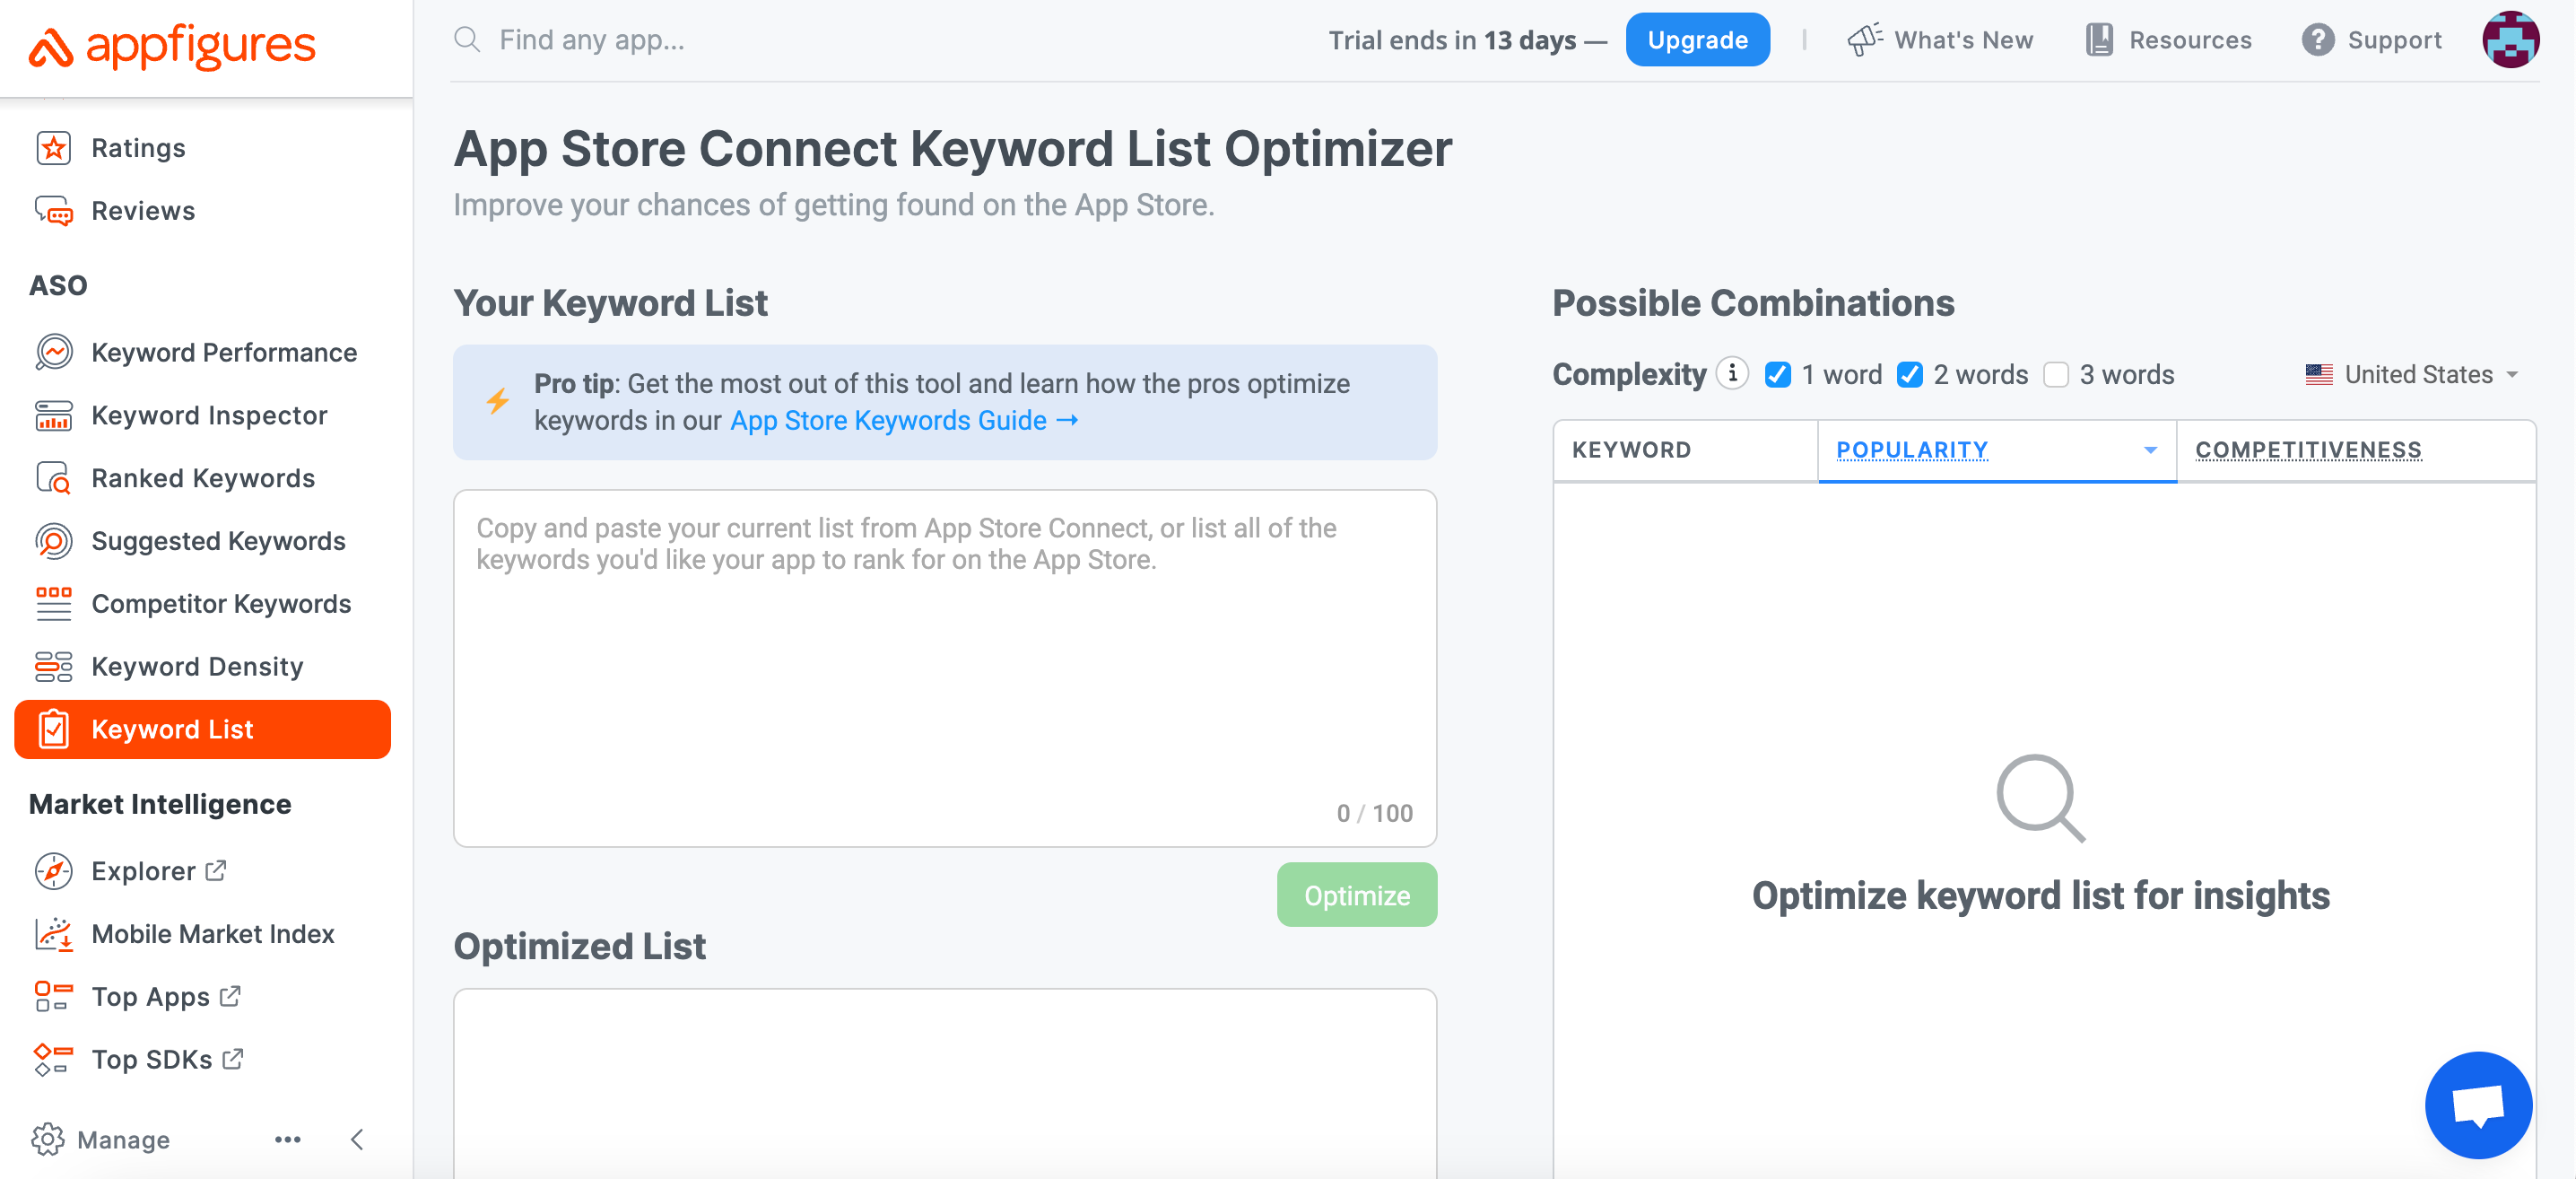 appfigures
Find any app...
Trial ends in 13 days —
Upgrade
What's New
Resources
Support
Ratings
Reviews
ASO
Keyword Performance
Keyword Inspector
Ranked Keywords
Suggested Keywords
Competitor Keywords
Keyword Density
Keyword List
Market Intelligence
Explorer
Mobile Market Index
Top Apps
Top SDKs
Manage
App Store Connect Keyword List Optimizer
Improve your chances of getting found on the App Store.
Your Keyword List
Pro tip: Get the most out of this tool and learn how the pros optimize
keywords in our App Store Keywords Guide →
Copy and paste your current list from App Store Connect, or list all of the
keywords you'd like your app to rank for on the App Store.
0 / 100
Optimize
Optimized List
Possible Combinations
Complexity i 1 word 2 words 3 words United States
KEYWORD POPULARITY COMPETITIVENESS
Optimize keyword list for insights